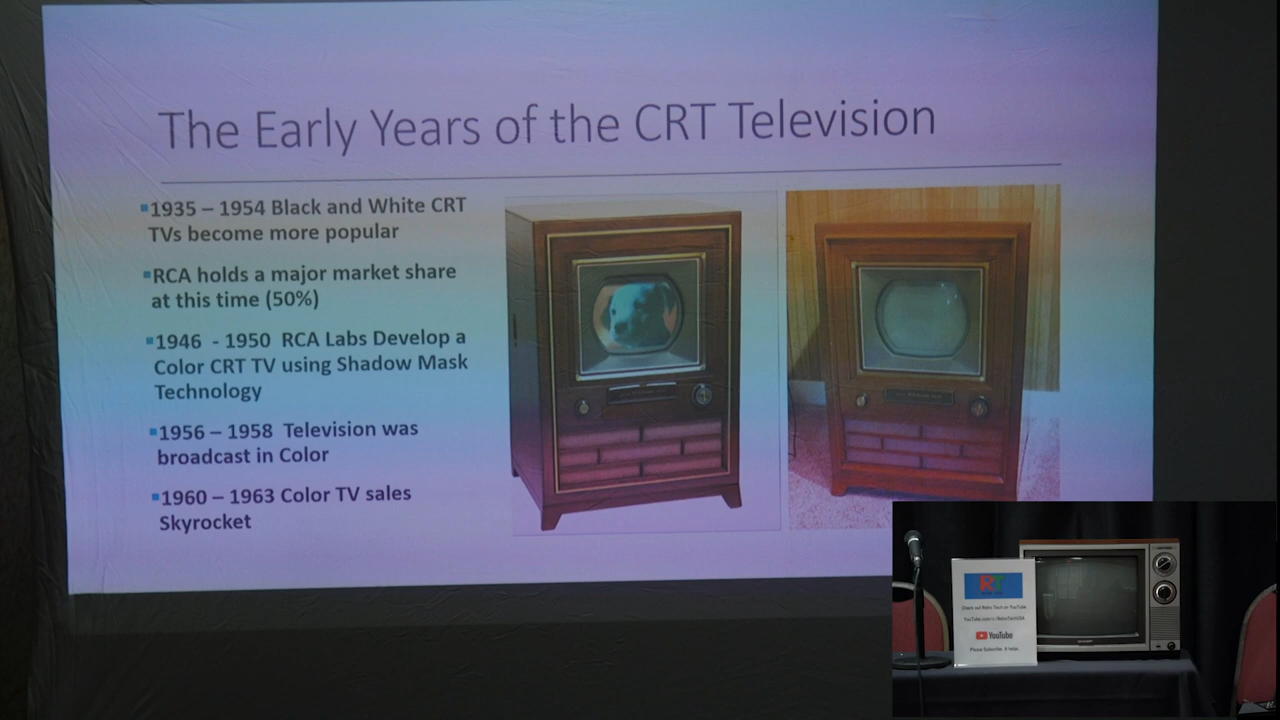 The Early Years of the CRT Television
1935 – 1954 Black and White CRT
TVs become more popular
RCA holds a major market share
at this time (50%)
1946 - 1950 RCA Labs Develop a
Color CRT TV using Shadow Mask
Technology
1956 – 1958 Television was
broadcast in Color
1960 – 1963 Color TV sales
Skyrocket
RT
Check out Retro Tech on YouTube
YouTube
Please Subscribe. It helps.
SHARP